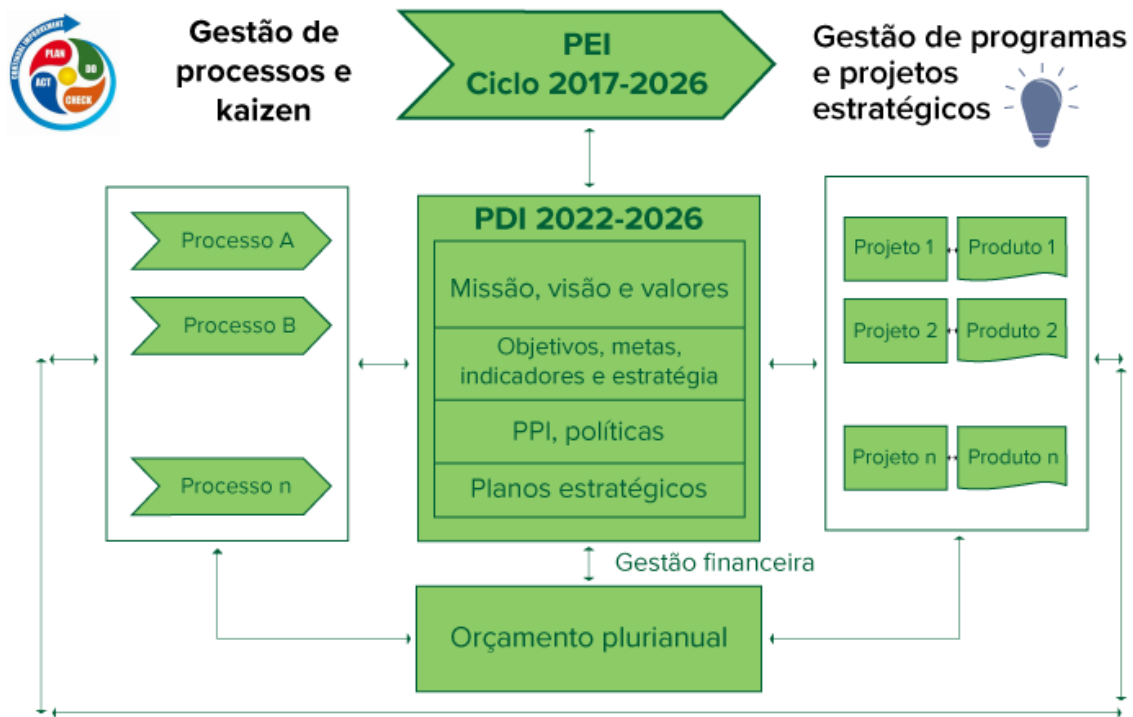 CONTINUAL IMPROVEMENT
PLAN
DO
CHECK
ACT
Gestão de
processos e
kaizen
PEI
Ciclo 2017-2026
Gestão de programas
e projetos
estratégicos
Processo A
Processo B
Processo n
PDI 2022-2026
Missão, visão e valores
Objetivos, metas,
indicadores e estratégia
PPI, políticas
Planos estratégicos
Projeto 1
Produto 1
Projeto 2
Produto 2
Projeto n
Produto n
Gestão financeira
Orçamento plurianual